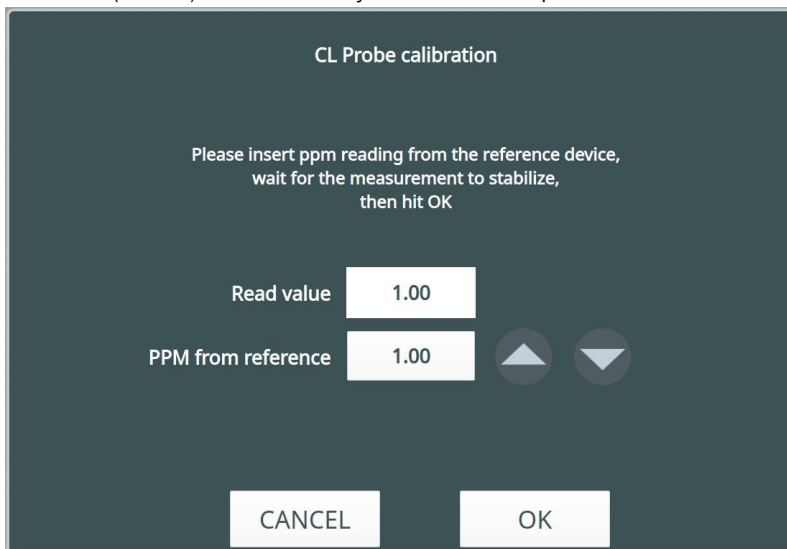 CL Probe calibration
Please insert ppm reading from the reference device,
wait for the measurement to stabilize,
then hit OK
Read value 1.00
PPM from reference 1.00
CANCEL OK